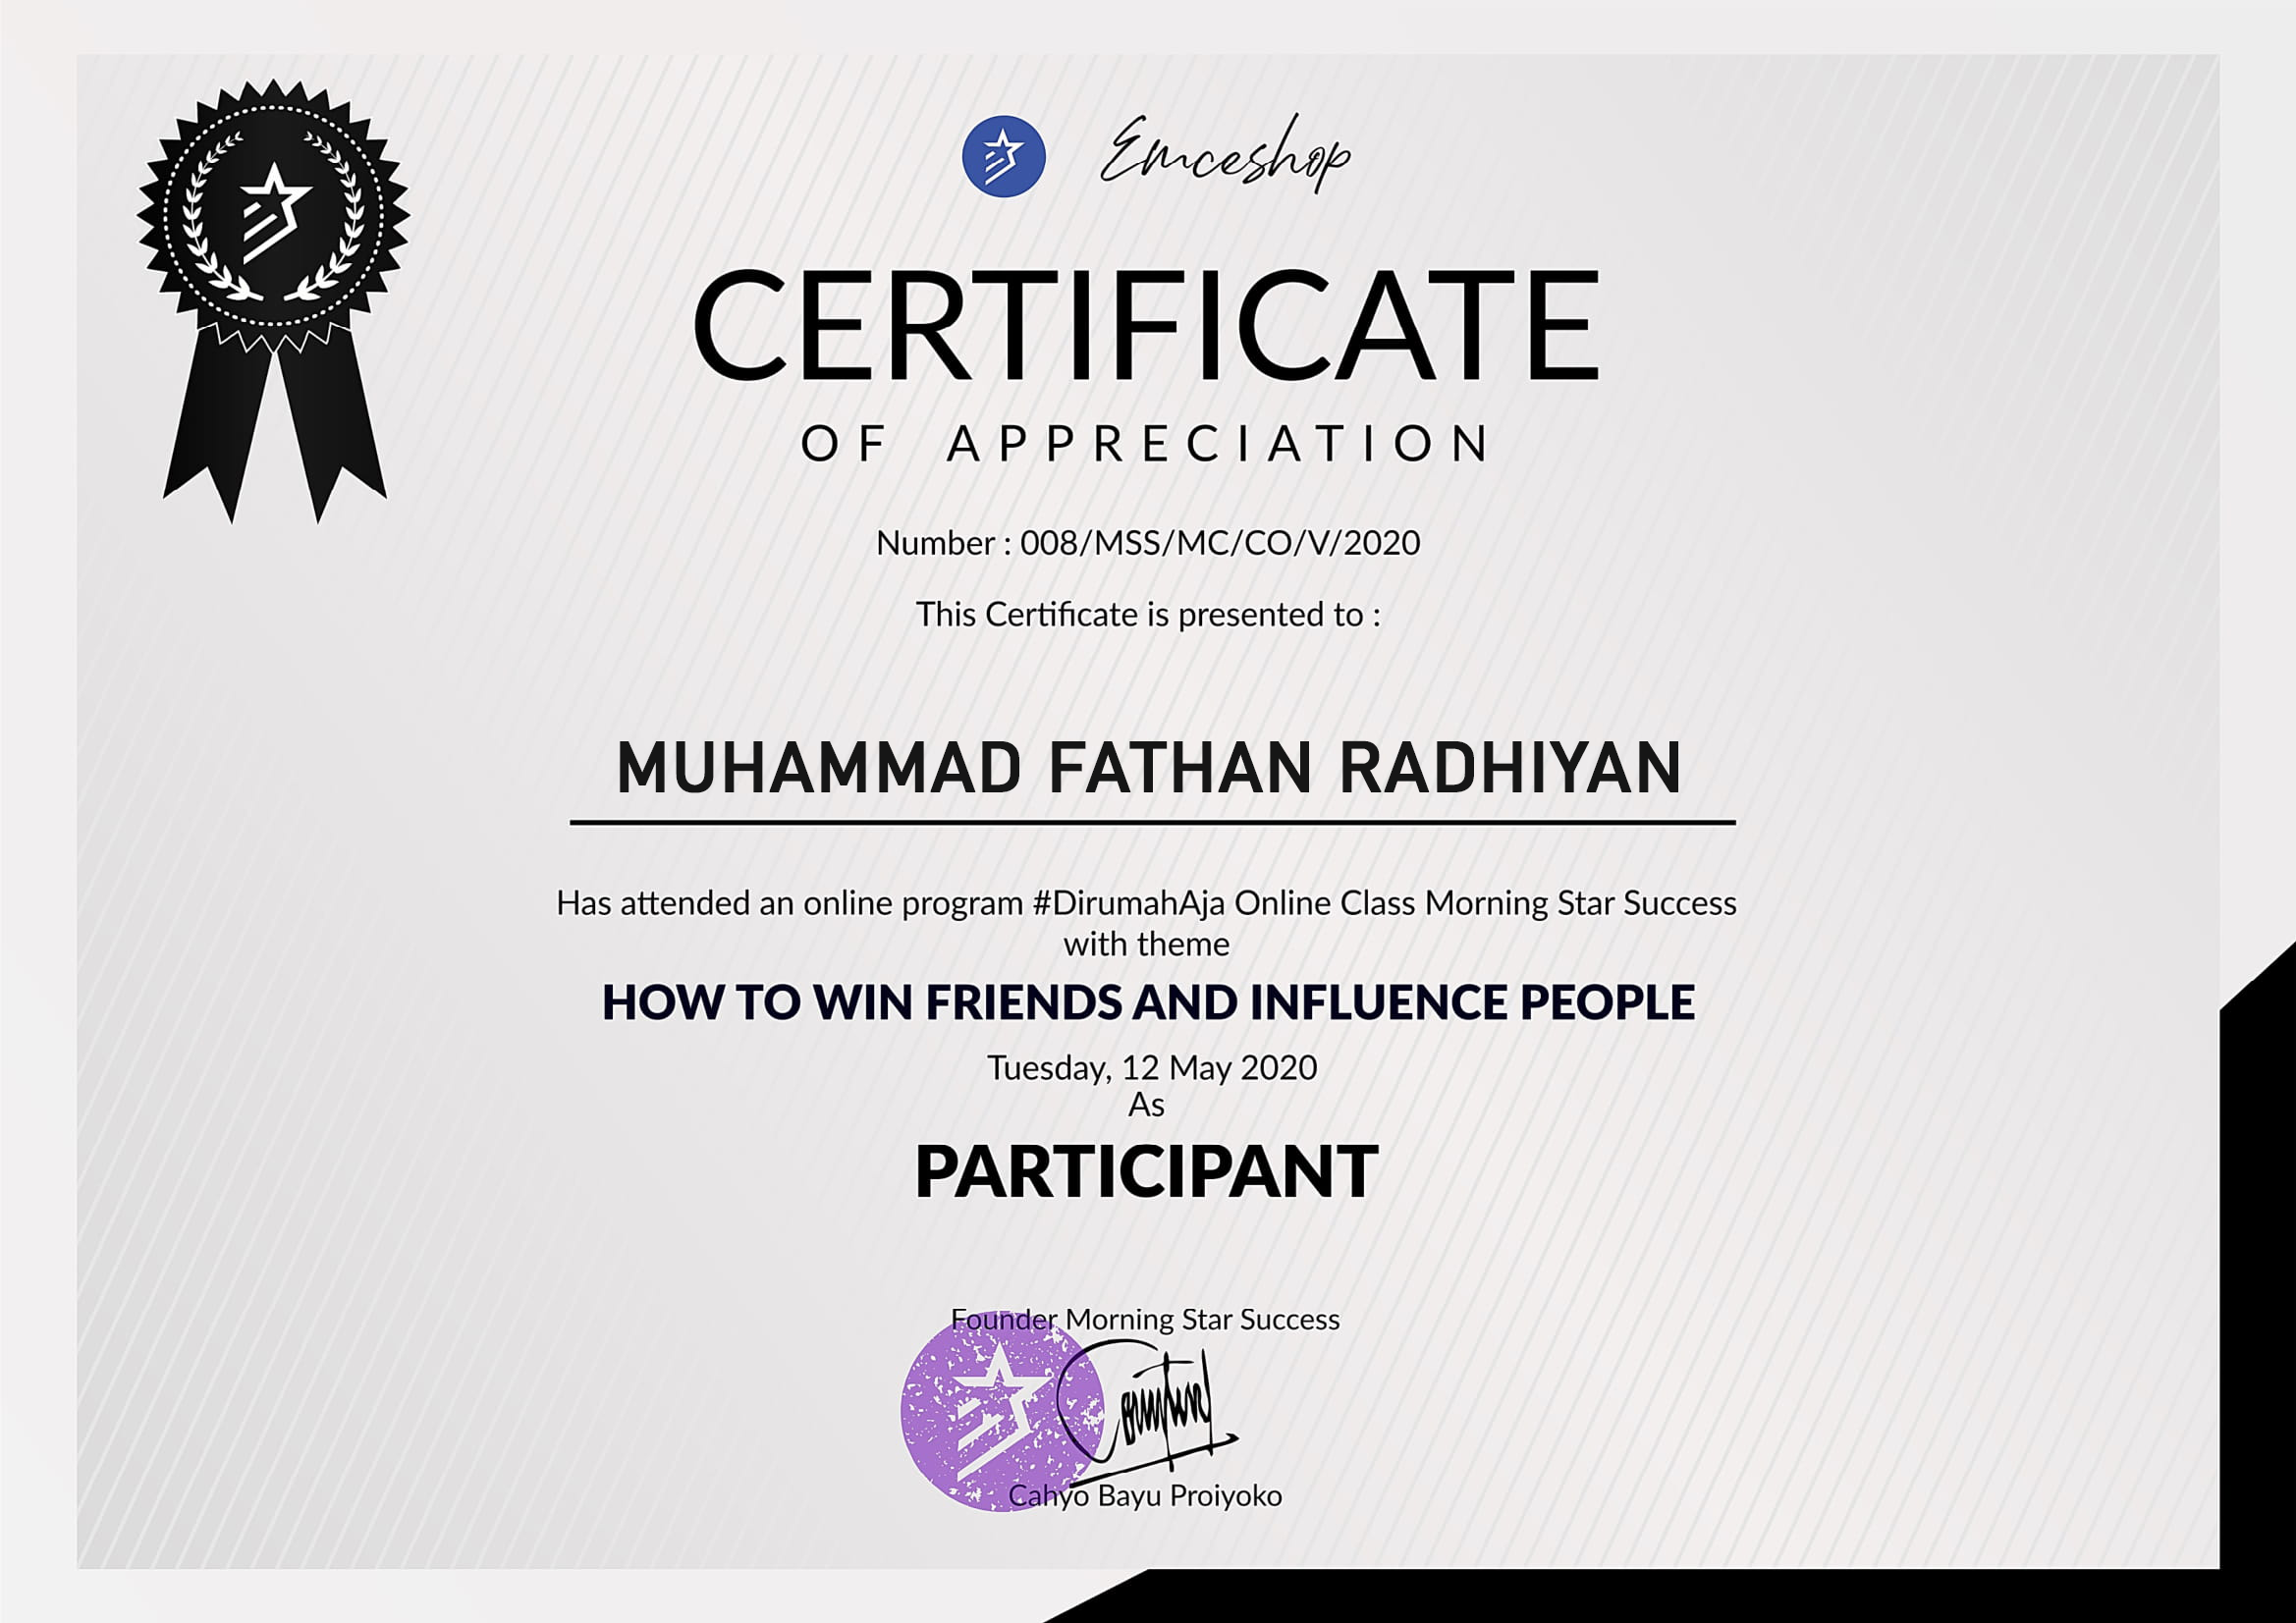 Emceshop
CERTIFICATE
OF APPRECIATION
Number : 008/MSS/MC/CO/V/2020
This Certificate is presented to :
MUHAMMAD FATHAN RADHIYAN
Has attended an online program #DirumahAja Online Class Morning Star Success
with theme
HOW TO WIN FRIENDS AND INFLUENCE PEOPLE
Tuesday, 12 May 2020
As
PARTICIPANT
Founder Morning Star Success
Cahyo Bayu Proiyoko